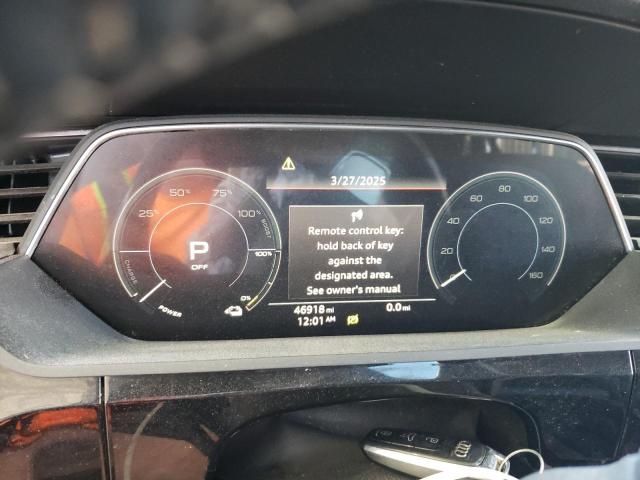 3/27/2025
Remote control key:
hold back of key
against the
designated area.
See owner's manual
46918 mi
0.0 mi
12:01 AM
25%
50%
75%
100%
BOOST
100%
0%
CHARGE
POWER
P
OFF
0
20
40
60
80
100
120
140
160